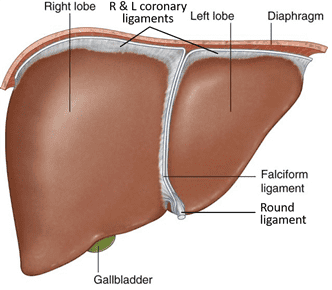 Right lobe
R & L coronary
ligaments
Left lobe
Diaphragm
Falciform
ligament
Round
ligament
Gallbladder